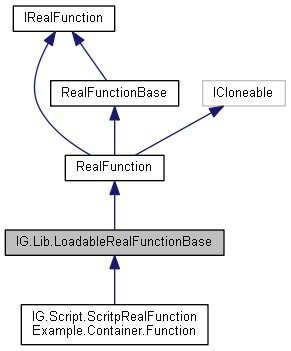 IRealFunction
RealFunctionBase
ICloneable
RealFunction
IG.Lib.LoadableRealFunctionBase
IG.Script.ScritpRealFunction
Example.Container.Function